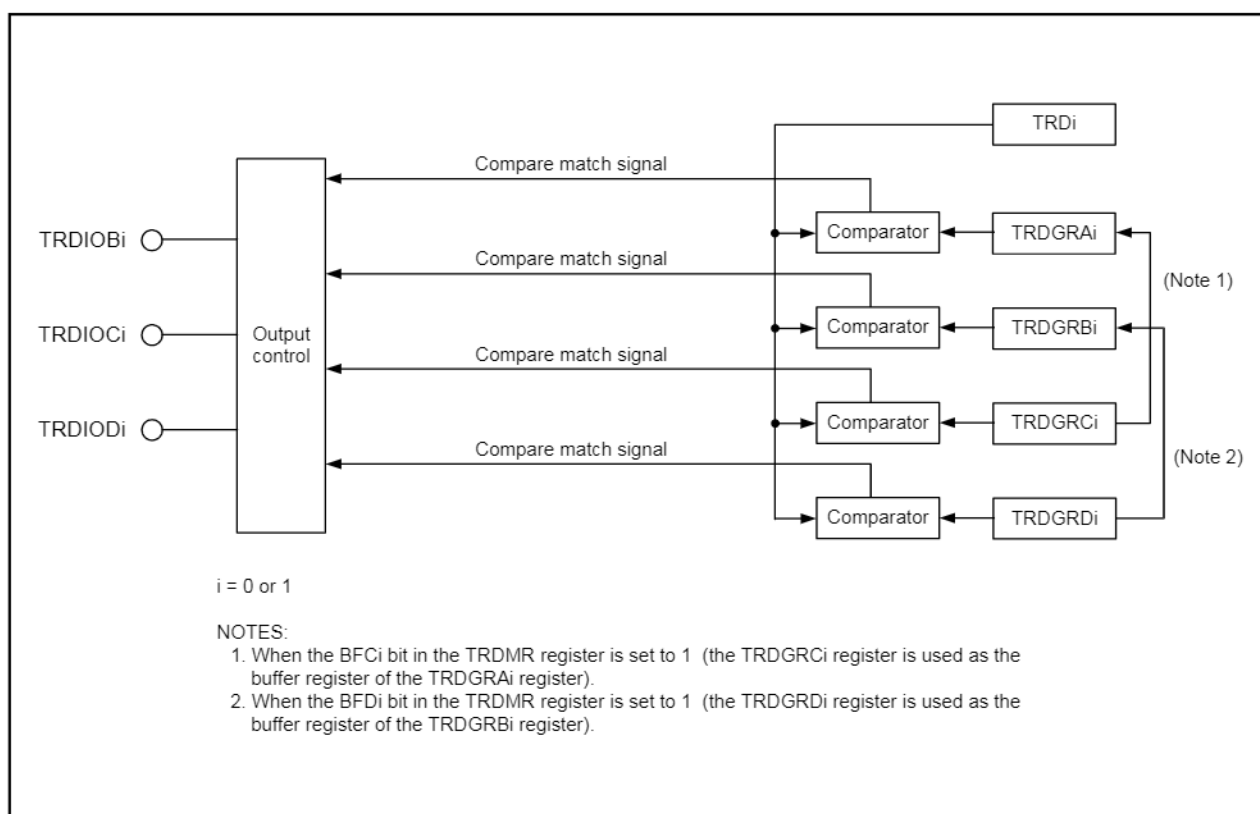 TRDi
Compare match signal
TRDIOBi
Comparator
TRDGRAi
Compare match signal
(Note 1)
TRDIOCi
Output
control
Comparator
TRDGRBi
Compare match signal
TRDIODi
Comparator
TRDGRCi
Compare match signal
(Note 2)
Comparator
TRDGRDi
i = 0 or 1
NOTES:
1. When the BFCi bit in the TRDMR register is set to 1 (the TRDGRCi register is used as the
buffer register of the TRDGRAi register).
2. When the BFDi bit in the TRDMR register is set to 1 (the TRDGRDi register is used as the
buffer register of the TRDGRBi register).